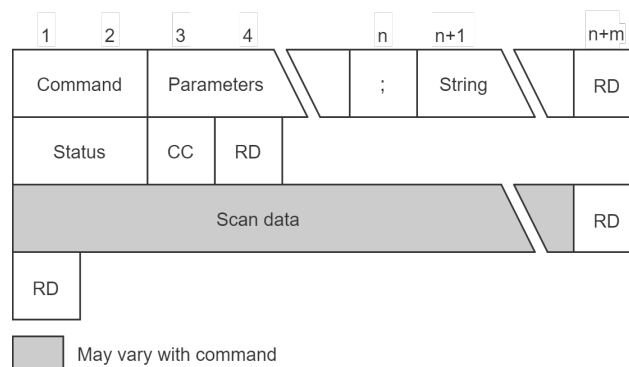 1 2 3 4 n n+1 n+m
Command Parameters ; String RD
Status CC RD
Scan data RD
RD
May vary with command